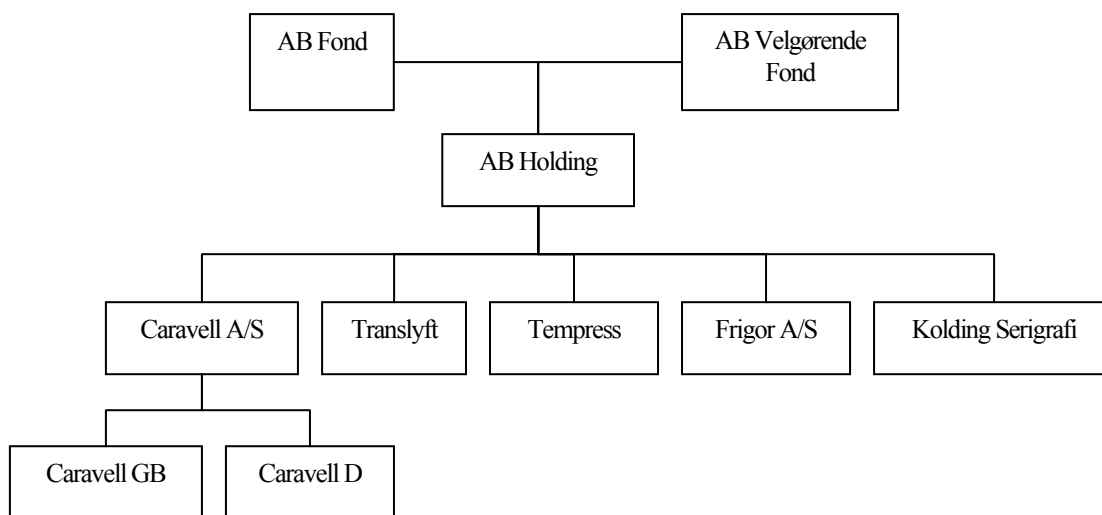 AB Fond
AB Velgørende
Fond
AB Holding
Caravell A/S
Translyft
Tempress
Frigor A/S
Kolding Serigrafi
Caravell GB
Caravell D